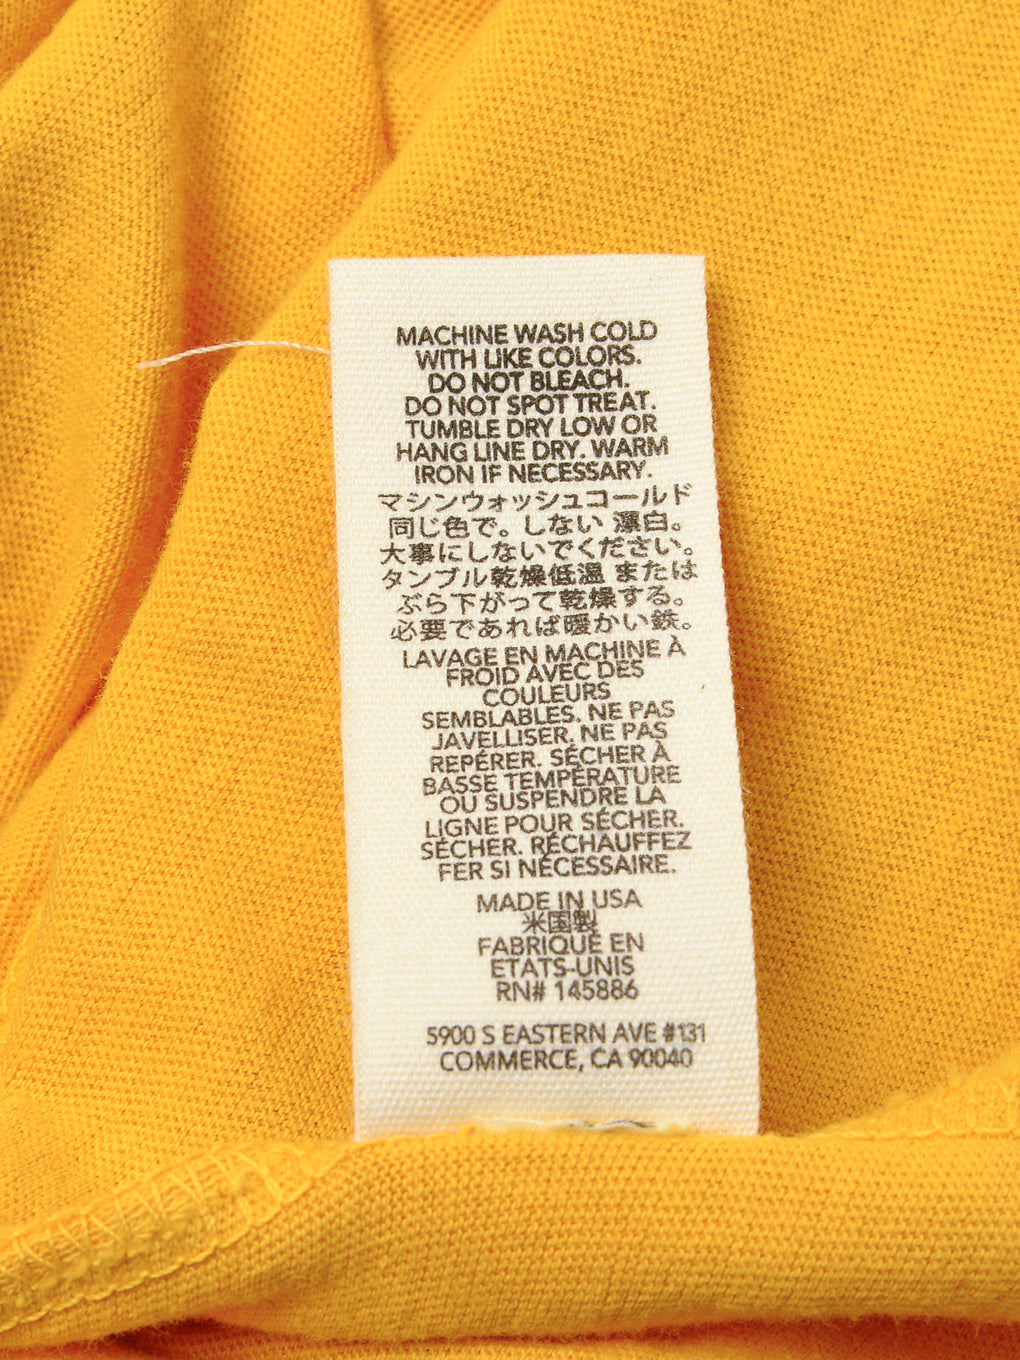 MACHINE WASH COLD
WITH LIKE COLORS.
DO NOT BLEACH.
DO NOT SPOT TREAT.
TUMBLE DRY LOW OR
HANG LINE DRY. WARM
IRON IF NECESSARY.
マシンウォッシュコールド
同じ色で。しない 漂白。
大事にしないでください。
タンブル乾燥低温 または
ぶら下がって乾燥する。
必要であれば暖かい鉄。
LAVAGE EN MACHINE À
FROID AVEC DES
COULEURS
SEMBLABLES. NE PAS
JAVELLISER. NE PAS
REPÉRER. SÉCHER À
BASSE TEMPÉRATURE
OU SUSPENDRE LA
LIGNE POUR SÉCHER.
SÉCHER. RÉCHAUFFEZ
FER SI NÉCESSAIRE.
MADE IN USA
米国製
FABRIQUÉ EN
ETATS-UNIS
RN# 145886
5900 S EASTERN AVE #131
COMMERCE, CA 90040